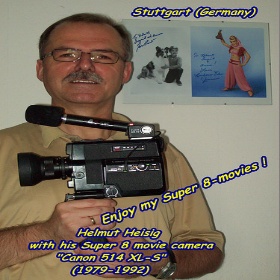 Stuttgart (Germany)
Enjoy my Super 8-movies !
Helmut Heisig
with his Super 8 movie camera
"Canon 514 XL-S"
(1979-1992)